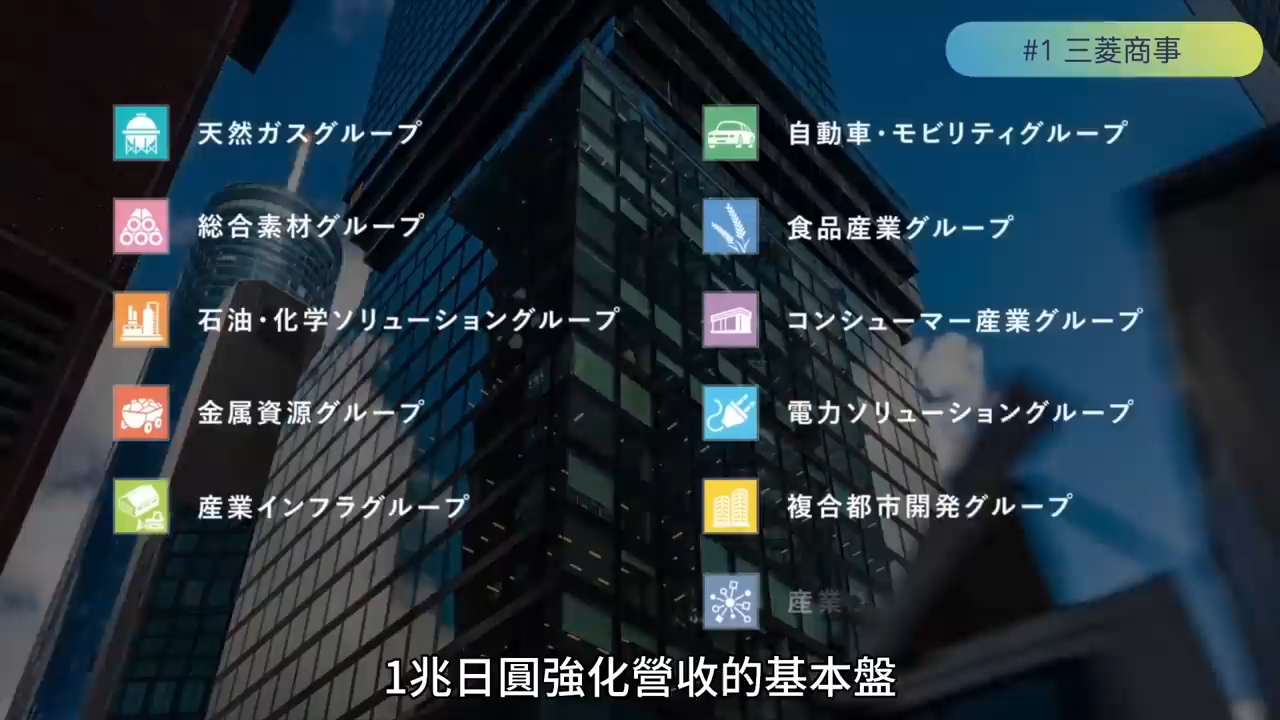 #1 三菱商事
天然ガスグループ
総合素材グループ
石油・化学ソリューショングループ
金属資源グループ
産業インフラグループ
自動車・モビリティグループ
食品産業グループ
コンシューマー産業グループ
電力ソリューショングループ
複合都市開発グループ
産業
1兆日圓強化營收的基本盤